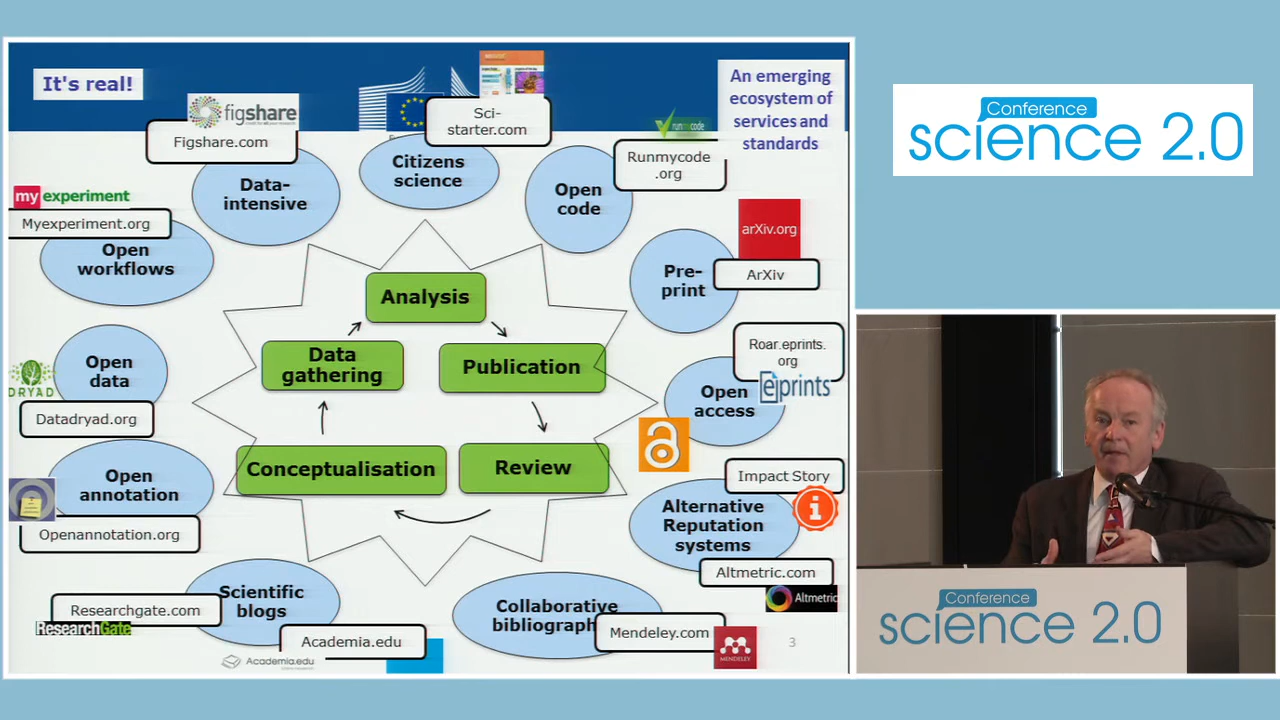 It's real!
An emerging
ecosystem of
services and
standards
figshare
Figshare.com
Sci-
starter.com
runmycode
Runmycode
.org
Citizens
science
Data-
intensive
Open
code
my experiment
Myexperiment.org
Open
workflows
arXiv.org
ArXiv
Pre-
print
Analysis
Data
gathering
Publication
Conceptualisation
Review
Roar.eprints.
org
eprints
Open
access
Open
data
DRYAD
Datadryad.org
Open
annotation
Openannotation.org
Impact Story
i
Alternative
Reputation
systems
Altmetric.com
Altmetric
Scientific
blogs
Researchgate.com
ResearchGate
Academia.edu
Academia.edu
Collaborative
bibliograph
Mendeley.com
MENDELEY
3
Conference
science 2.0
Conference
science 2.0